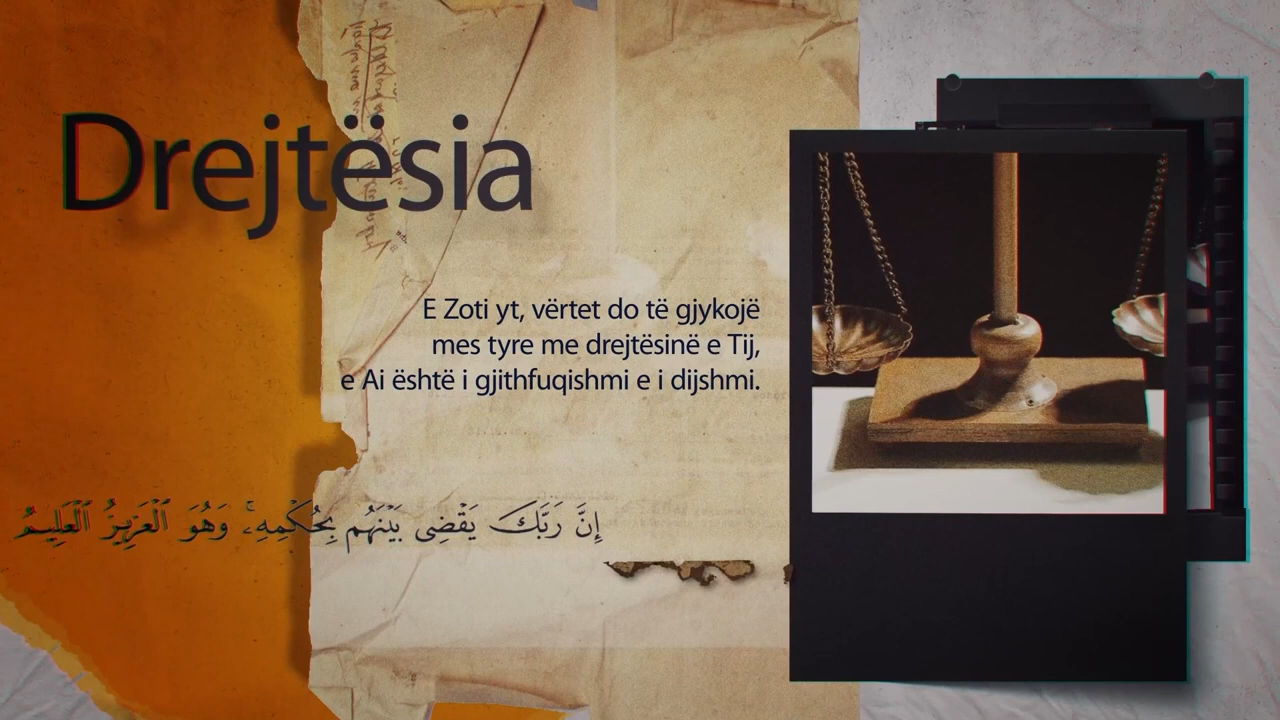 Drejtësia
E Zoti yt, vërtet do të gjykojë
mes tyre me drejtësinë e Tij,
e Ai është i gjithfuqishmi e i dijshmi.
إِنَّ رَبَّكَ يَقْضِى بَيْنَهُم بِحُكْمِهِۦ ۚ وَهُوَ ٱلْعَزِيزُ ٱلْعَلِيمُ